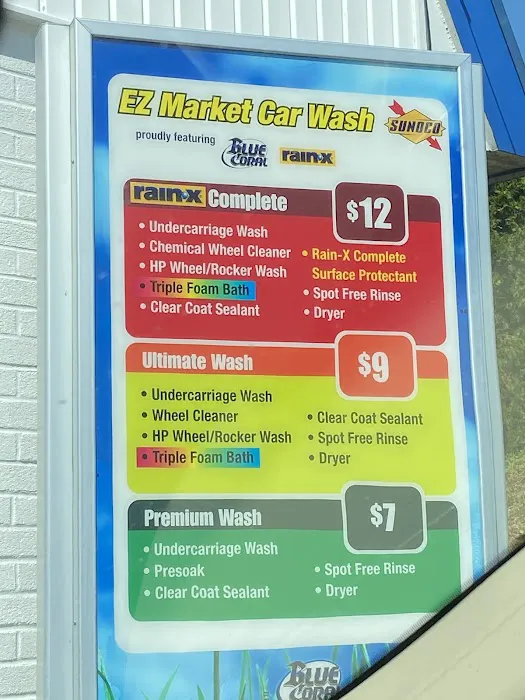 EZ Market Car Wash
SUNOCO
proudly featuring
BLUE
CORAL
rain-x
rain-x Complete
$12
• Undercarriage Wash
• Chemical Wheel Cleaner
• HP Wheel/Rocker Wash
• Triple Foam Bath
• Clear Coat Sealant
• Rain-X Complete
Surface Protectant
• Spot Free Rinse
• Dryer
Ultimate Wash
$9
• Undercarriage Wash
• Wheel Cleaner
• HP Wheel/Rocker Wash
• Triple Foam Bath
• Clear Coat Sealant
• Spot Free Rinse
• Dryer
Premium Wash
$7
• Undercarriage Wash
• Presoak
• Clear Coat Sealant
• Spot Free Rinse
• Dryer
BLUE
CORAL